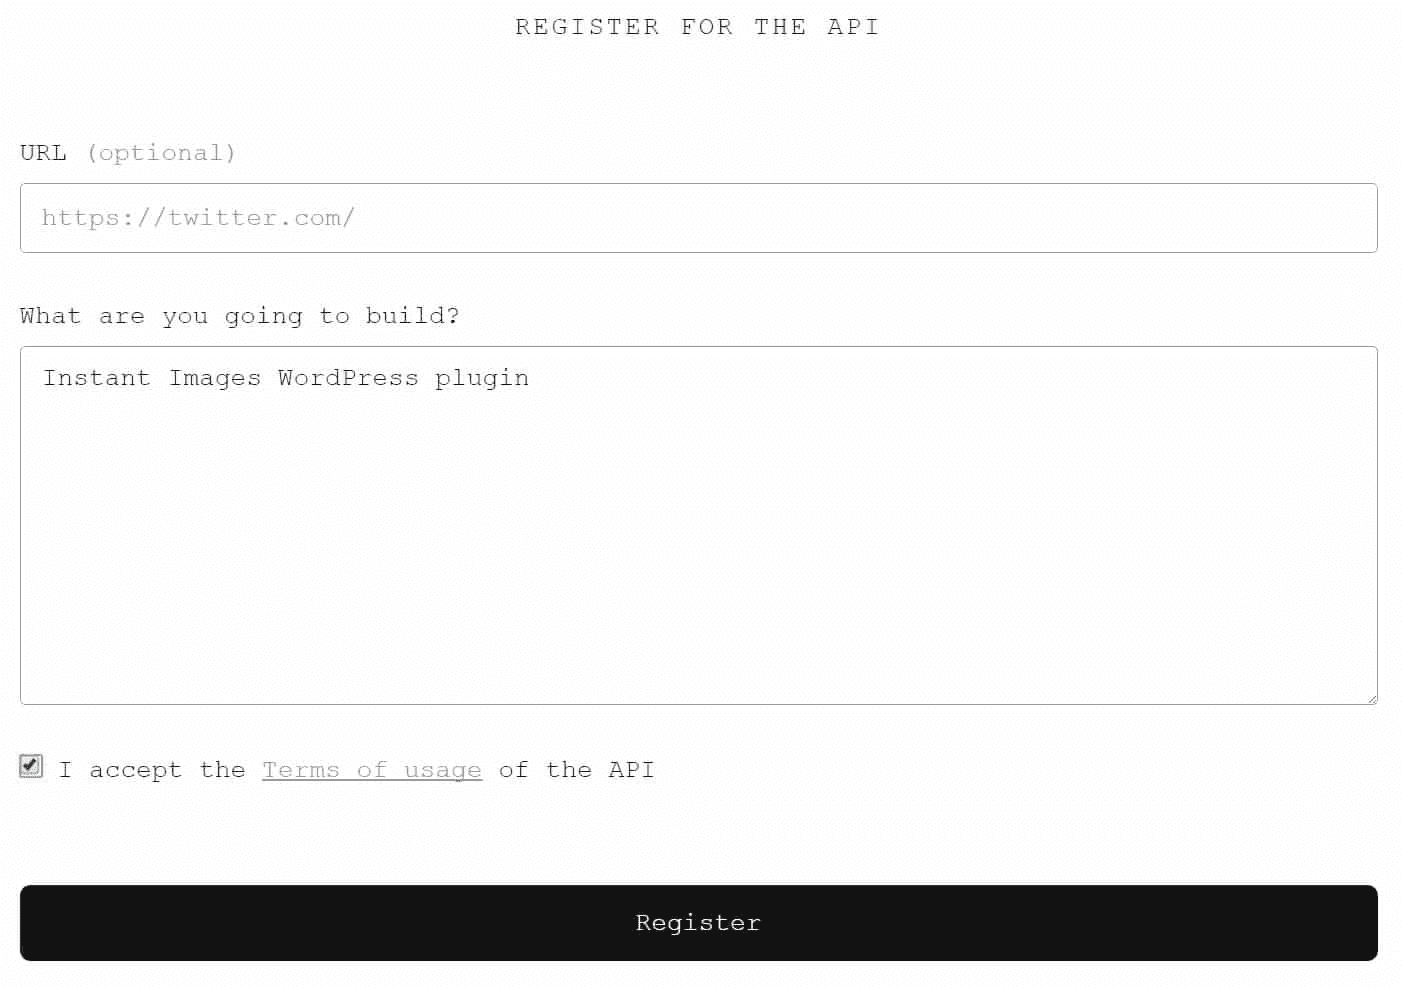 REGISTER FOR THE API
URL (optional)
https://twitter.com/
What are you going to build?
Instant Images WordPress plugin
I accept the Terms of usage of the API
Register